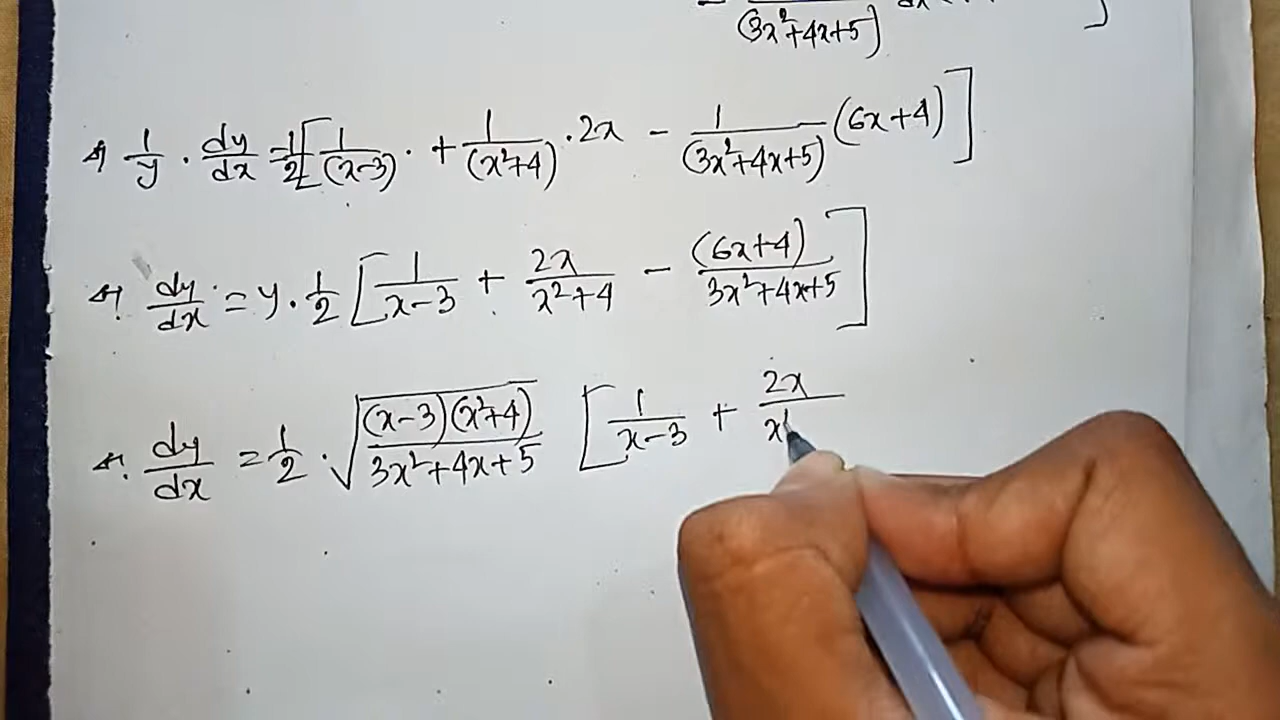 (3x²+4x+5)
1/y · dy/dx = 1/2 [ 1/(x-3) · + 1/(x²+4) · 2x - 1/(3x²+4x+5) (6x+4) ]
dy/dx = y · 1/2 [ 1/(x-3) + 2x/(x²+4) - (6x+4)/(3x²+4x+5) ]
dy/dx = 1/2 · √((x-3)(x²+4)/(3x²+4x+5)) [ 1/(x-3) + 2x/x